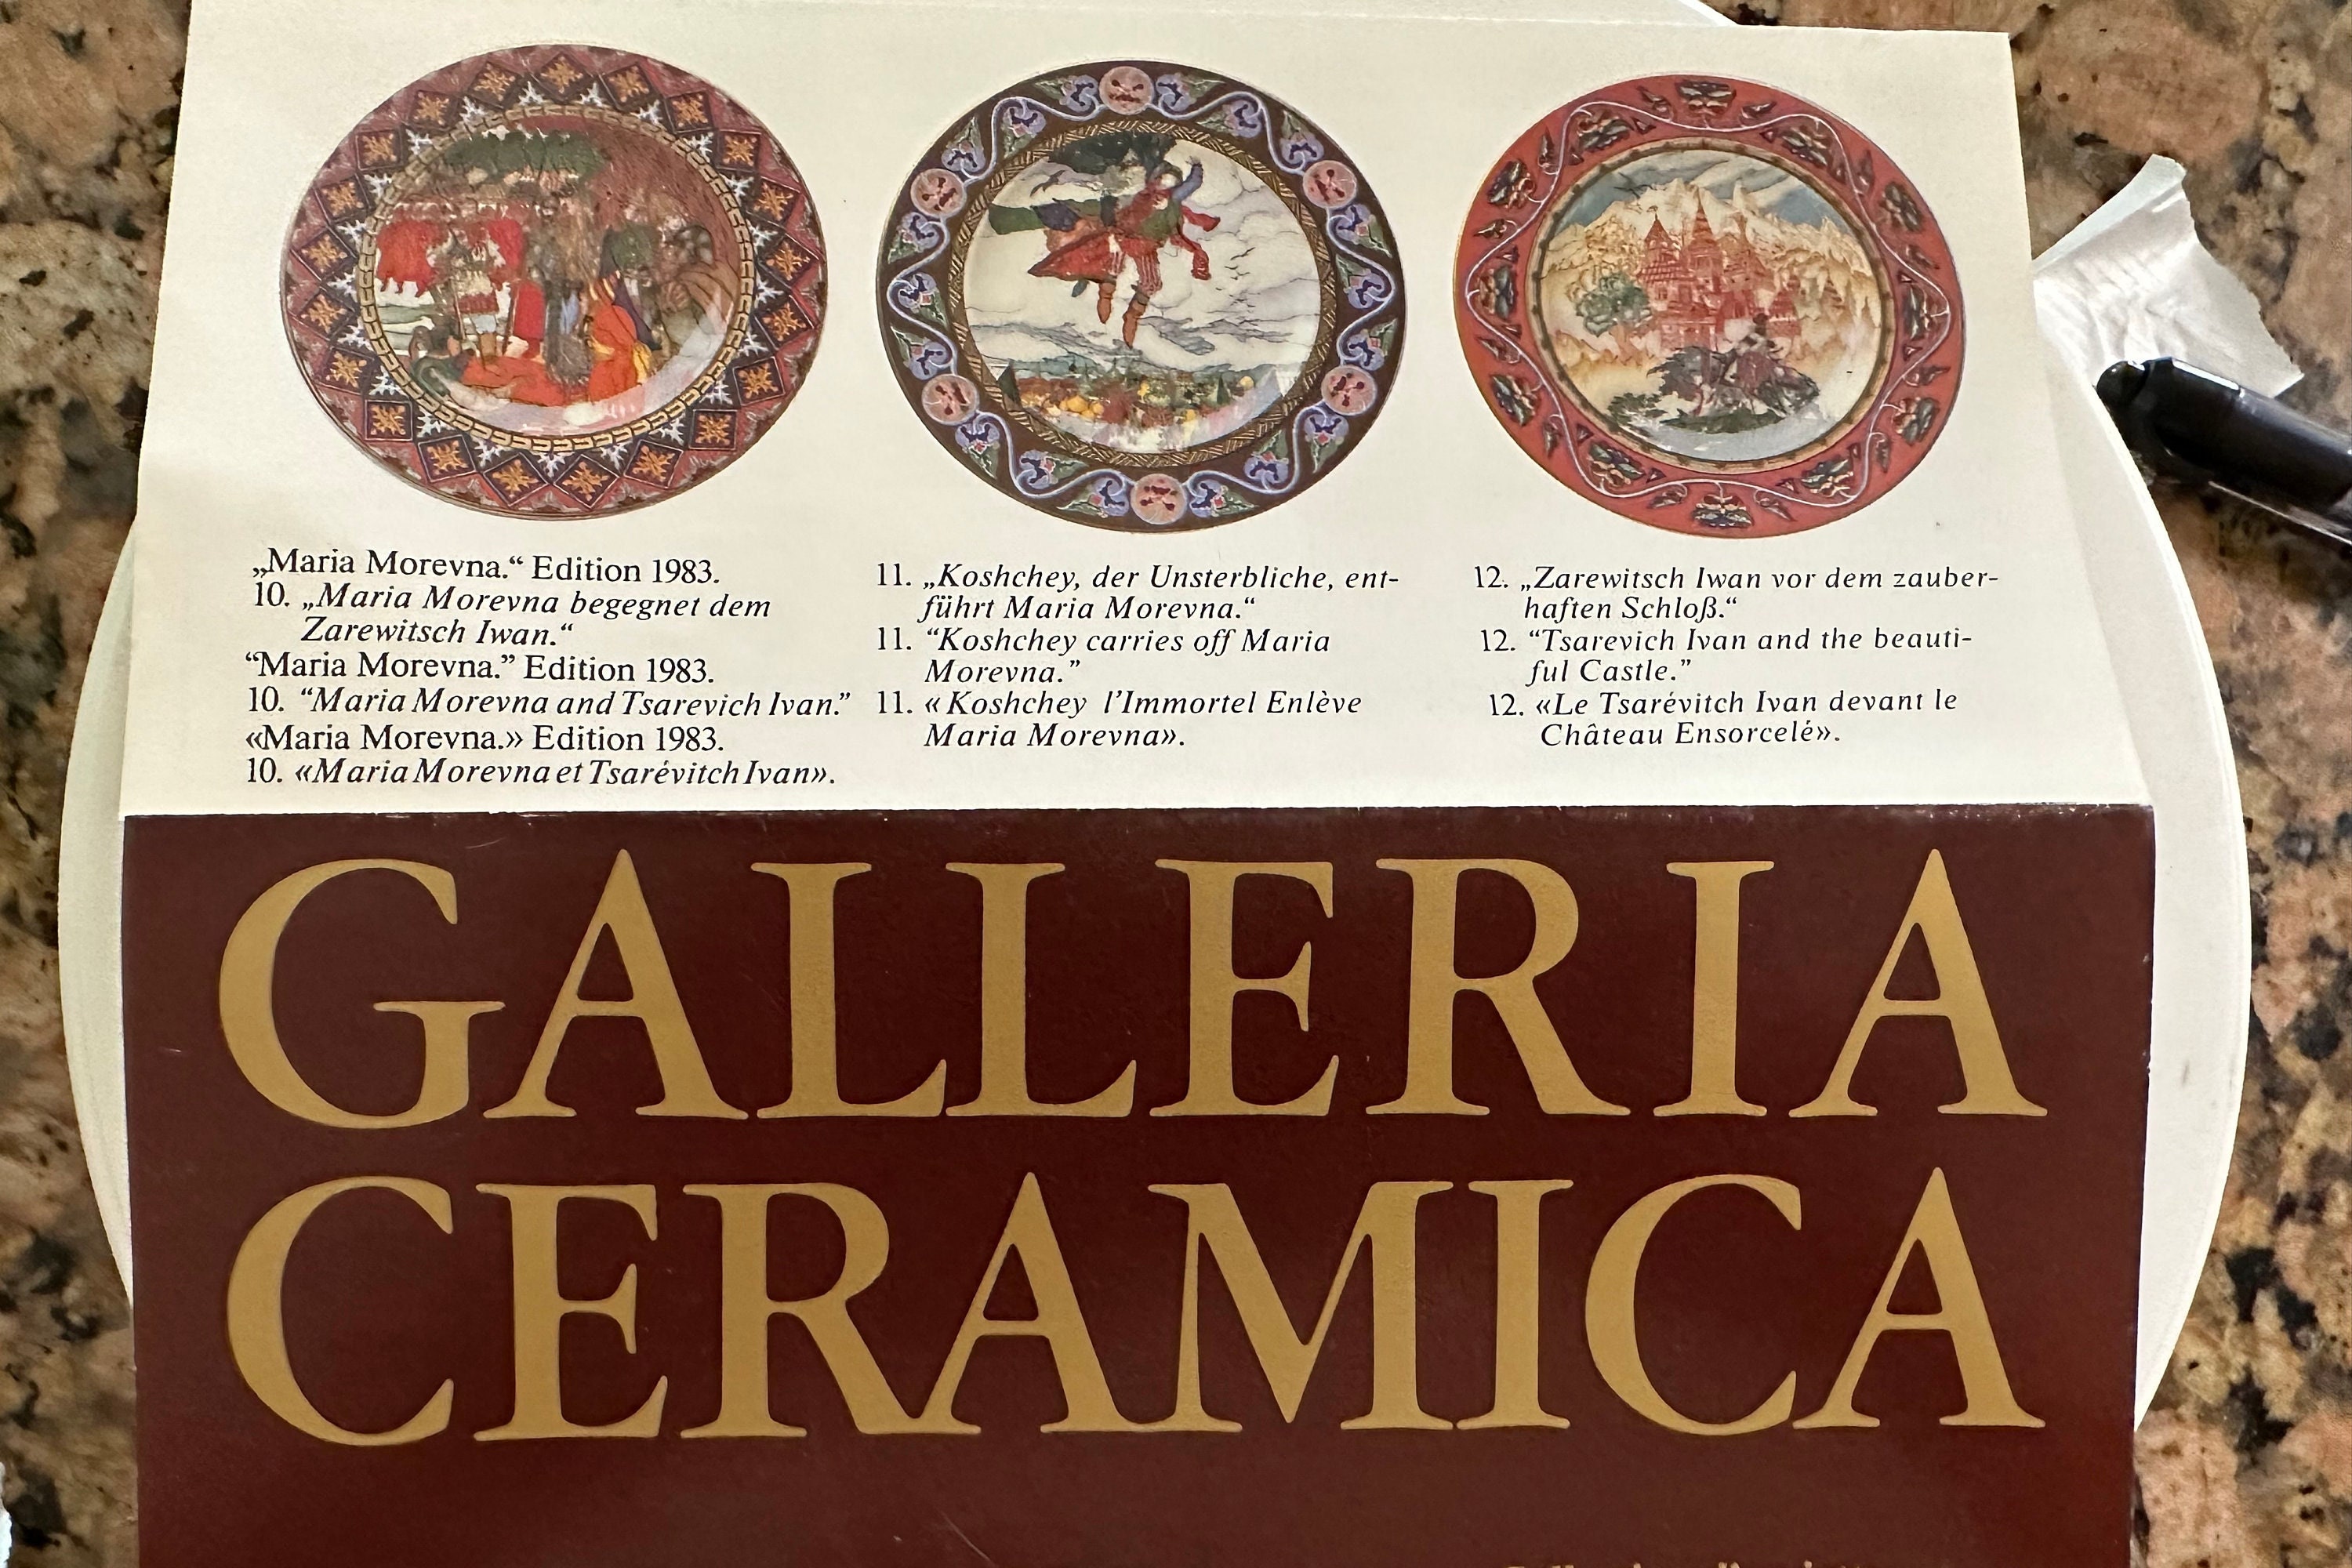 „Maria Morevna.“ Edition 1983.
10. „Maria Morevna begegnet dem
Zarewitsch Iwan.“
“Maria Morevna.” Edition 1983.
10. “Maria Morevna and Tsarevich Ivan.”
«Maria Morevna.» Edition 1983.
10. «Maria Morevna et Tsarévitch Ivan».
11. „Koshchey, der Unsterbliche, ent-
führt Maria Morevna.“
11. “Koshchey carries off Maria
Morevna.”
11. «Koshchey l’Immortel Enlève
Maria Morevna».
12. „Zarewitsch Iwan vor dem zauber-
haften Schloß.“
12. “Tsarevich Ivan and the beauti-
ful Castle.”
12. «Le Tsarévitch Ivan devant le
Château Ensorcelé».
GALLERIA
CERAMICA